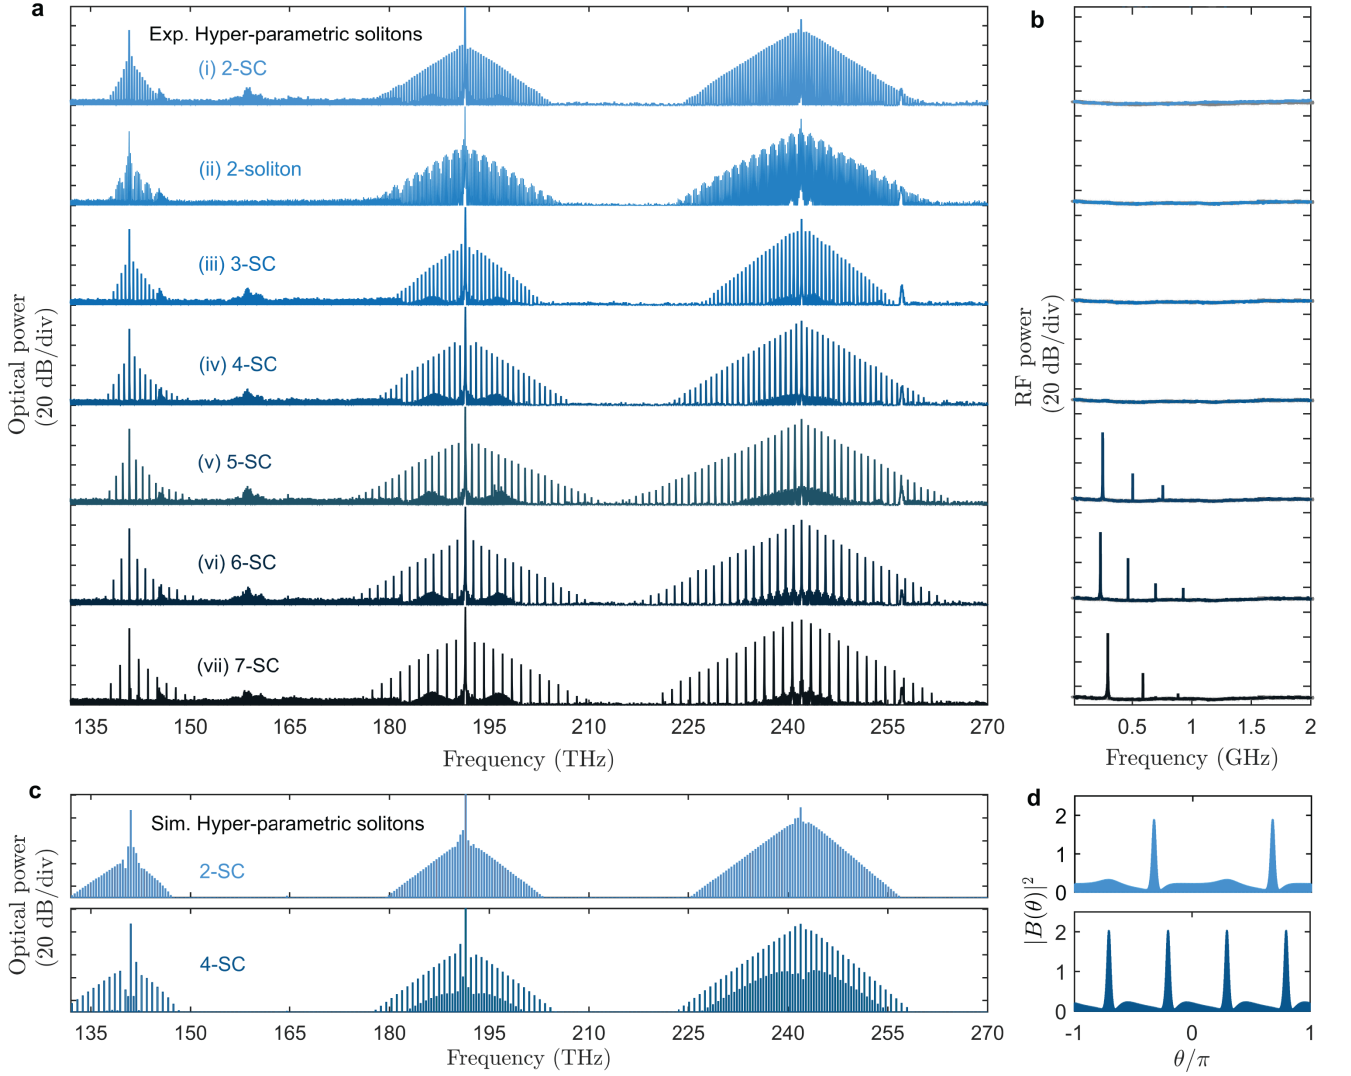 a
Exp. Hyper-parametric solitons
(i) 2-SC
(ii) 2-soliton
(iii) 3-SC
(iv) 4-SC
(v) 5-SC
(vi) 6-SC
(vii) 7-SC
Optical power
(20 dB/div)
135 150 165 180 195 210 225 240 255 270
Frequency (THz)
b
RF power
(20 dB/div)
0.5 1 1.5 2
Frequency (GHz)
c
Sim. Hyper-parametric solitons
2-SC
4-SC
Optical power
(20 dB/div)
135 150 165 180 195 210 225 240 255 270
Frequency (THz)
d
2
1
0
2
1
0
|B(θ)|²
-1 0 1
θ/π